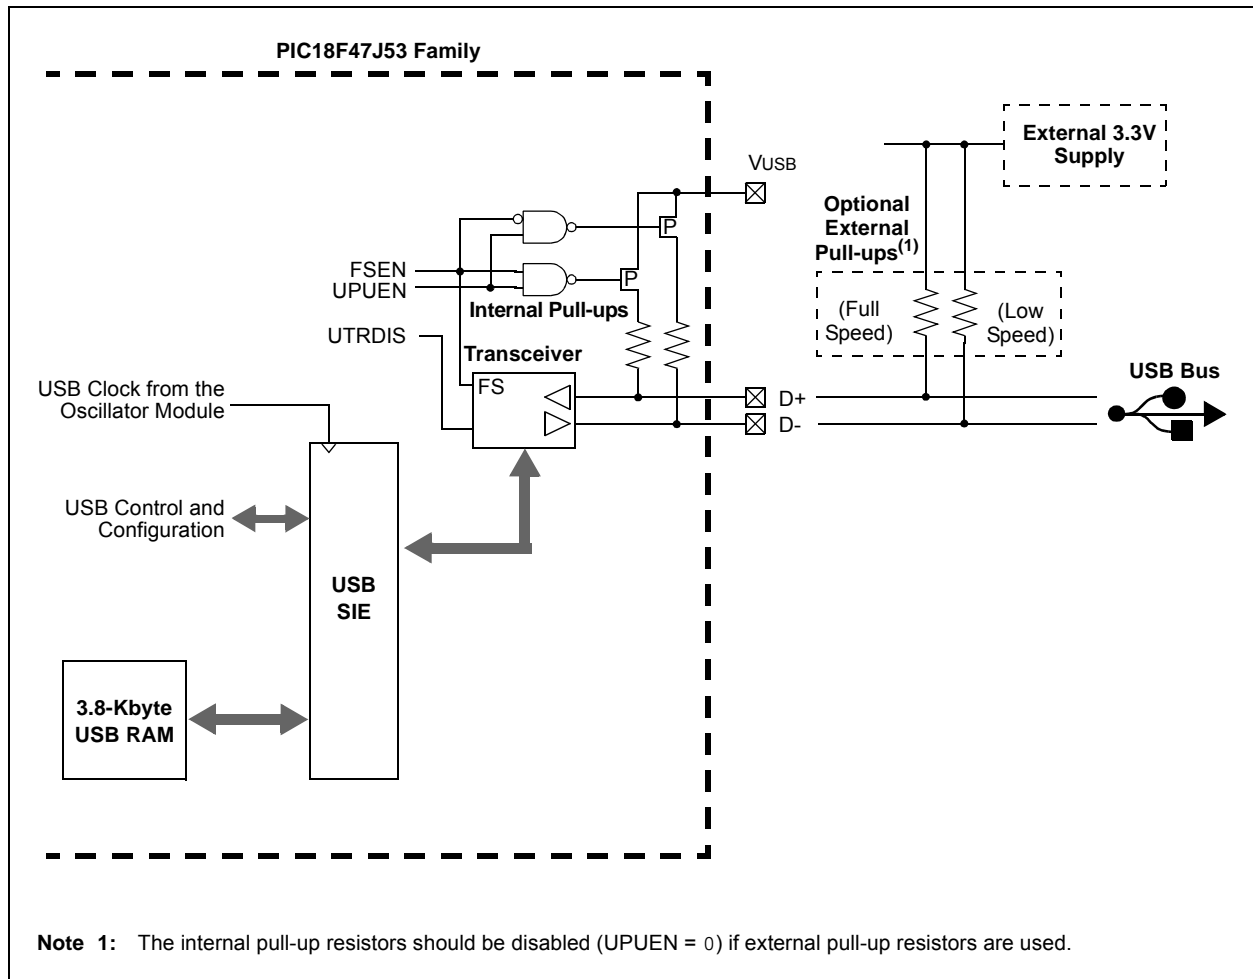 PIC18F47J53 Family
External 3.3V
Supply
VUSB
Optional
External
Pull-ups(1)
P
FSEN
UPUEN
P
Internal Pull-ups
(Full
Speed)
(Low
Speed)
UTRDIS
Transceiver
FS
USB Clock from the
Oscillator Module
D+
D-
USB Bus
USB Control and
Configuration
USB
SIE
3.8-Kbyte
USB RAM
Note 1: The internal pull-up resistors should be disabled (UPUEN = 0) if external pull-up resistors are used.